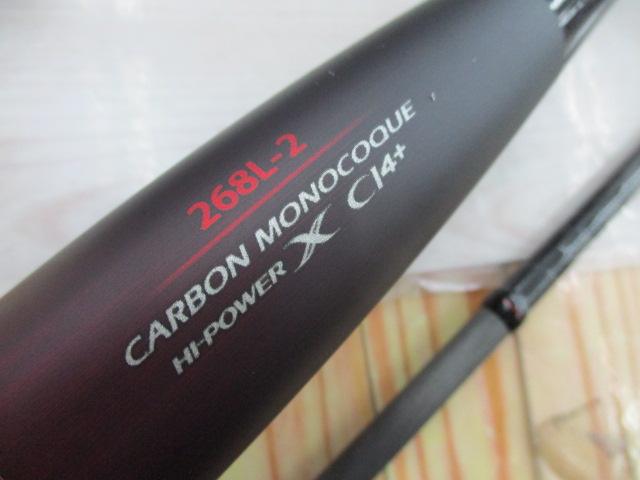 268L-2
CARBON MONOCOQUE
HI-POWER X CI4+